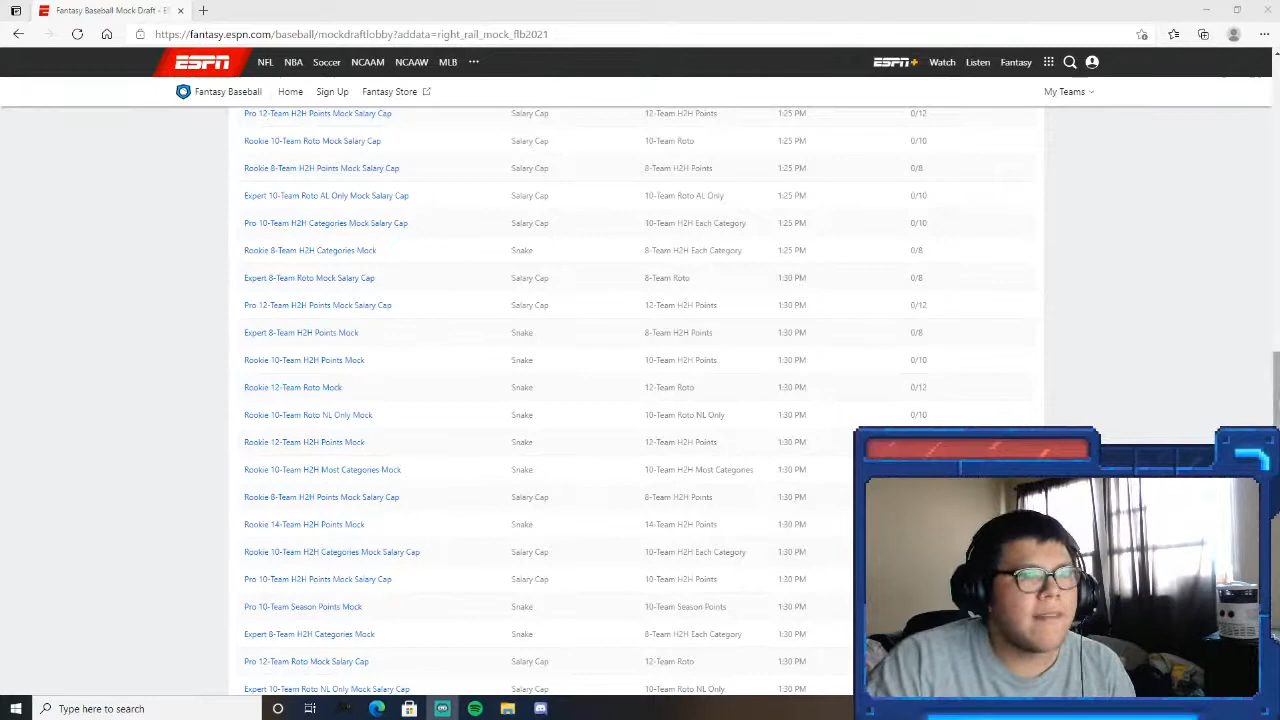 Fantasy Baseball Mock Draft - E
https://fantasy.espn.com/baseball/mockdraftlobby?addata=right_rail_mock_flb2021
ESPN NFL NBA Soccer NCAAM NCAAW MLB ESPN+ Watch Listen Fantasy
Fantasy Baseball Home Sign Up Fantasy Store My Teams
Pro 12-Team H2H Points Mock Salary Cap Salary Cap 12-Team H2H Points 1:25 PM 0/12
Rookie 10-Team Roto Mock Salary Cap Salary Cap 10-Team Roto 1:25 PM 0/10
Rookie 8-Team H2H Points Mock Salary Cap Salary Cap 8-Team H2H Points 1:25 PM 0/8
Expert 10-Team Roto AL Only Mock Salary Cap Salary Cap 10-Team Roto AL Only 1:25 PM 0/10
Pro 10-Team H2H Categories Mock Salary Cap Salary Cap 10-Team H2H Each Category 1:25 PM 0/10
Rookie 8-Team H2H Categories Mock Snake 8-Team H2H Each Category 1:25 PM 0/8
Expert 8-Team Roto Mock Salary Cap Salary Cap 8-Team Roto 1:30 PM 0/8
Pro 12-Team H2H Points Mock Salary Cap Salary Cap 12-Team H2H Points 1:30 PM 0/12
Expert 8-Team H2H Points Mock Snake 8-Team H2H Points 1:30 PM 0/8
Rookie 10-Team H2H Points Mock Snake 10-Team H2H Points 1:30 PM 0/10
Rookie 12-Team Roto Mock Snake 12-Team Roto 1:30 PM 0/12
Rookie 10-Team Roto NL Only Mock Snake 10-Team Roto NL Only 1:30 PM 0/10
Rookie 12-Team H2H Points Mock Snake 12-Team H2H Points 1:30 PM
Rookie 10-Team H2H Most Categories Mock Snake 10-Team H2H Most Categories 1:30 PM
Rookie 8-Team H2H Points Mock Salary Cap Salary Cap 8-Team H2H Points 1:30 PM
Rookie 14-Team H2H Points Mock Snake 14-Team H2H Points 1:30 PM
Rookie 10-Team H2H Categories Mock Salary Cap Salary Cap 10-Team H2H Each Category 1:30 PM
Pro 10-Team H2H Points Mock Salary Cap Salary Cap 10-Team H2H Points 1:30 PM
Pro 10-Team Season Points Mock Snake 10-Team Season Points 1:30 PM
Expert 8-Team H2H Categories Mock Snake 8-Team H2H Each Category 1:30 PM
Pro 12-Team Roto Mock Salary Cap Salary Cap 12-Team Roto 1:30 PM
Expert 10-Team Roto NL Only Mock Salary Cap Salary Cap 10-Team Roto NL Only 1:30 PM
Type here to search